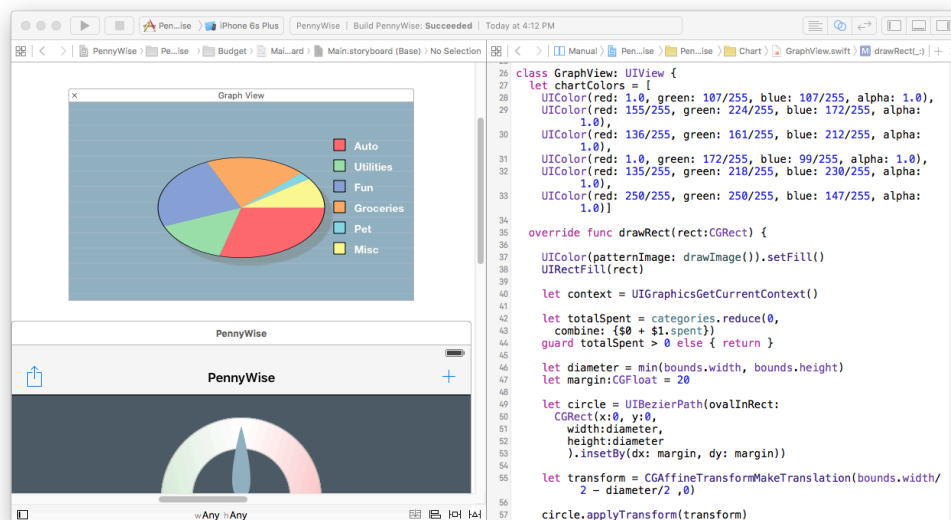 Pen...ise iPhone 6s Plus PennyWise | Build PennyWise: Succeeded | Today at 4:12 PM
PennyWise Pe...ise Budget Mai...ard Main.storyboard (Base) No Selection
Manual Pen...ise Pen...ise Chart GraphView.swift M drawRect(_:)
Graph View
Auto
Utilities
Fun
Groceries
Pet
Misc
PennyWise
PennyWise
wAny hAny
26 class GraphView: UIView {
27 let chartColors = [
28 UIColor(red: 1.0, green: 107/255, blue: 107/255, alpha: 1.0),
29 UIColor(red: 155/255, green: 224/255, blue: 172/255, alpha:
1.0),
30 UIColor(red: 136/255, green: 161/255, blue: 212/255, alpha:
1.0),
31 UIColor(red: 1.0, green: 172/255, blue: 99/255, alpha: 1.0),
32 UIColor(red: 135/255, green: 218/255, blue: 230/255, alpha:
1.0),
33 UIColor(red: 250/255, green: 250/255, blue: 147/255, alpha:
1.0)]
34
35 override func drawRect(rect:CGRect) {
36
37 UIColor(patternImage: drawImage()).setFill()
38 UIRectFill(rect)
39
40 let context = UIGraphicsGetCurrentContext()
41
42 let totalSpent = categories.reduce(0,
43 combine: {$0 + $1.spent})
44 guard totalSpent > 0 else { return }
45
46 let diameter = min(bounds.width, bounds.height)
47 let margin:CGFloat = 20
48
49 let circle = UIBezierPath(ovalInRect:
50 CGRect(x:0, y:0,
51 width:diameter,
52 height:diameter
53 ).insetBy(dx: margin, dy: margin))
54
55 let transform = CGAffineTransformMakeTranslation(bounds.width/
2 - diameter/2 ,0)
56
57 circle.applyTransform(transform)